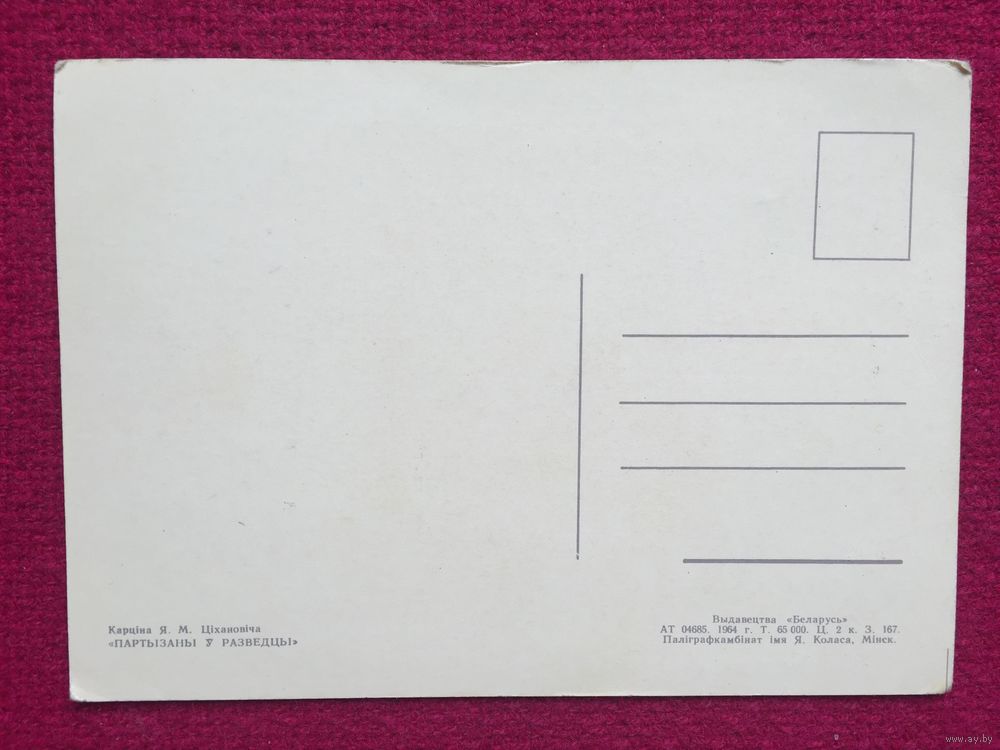 Карціна Я. М. Ціхановіча
«ПАРТЫЗАНЫ Ў РАЗВЕДЦЫ»
Выдавецтва «Беларусь»
АТ 04685. 1964 г. Т. 65 000. Ц. 2 к. З. 167.
Паліграфкамбінат імя Я. Коласа, Мінск.
www.ay.by